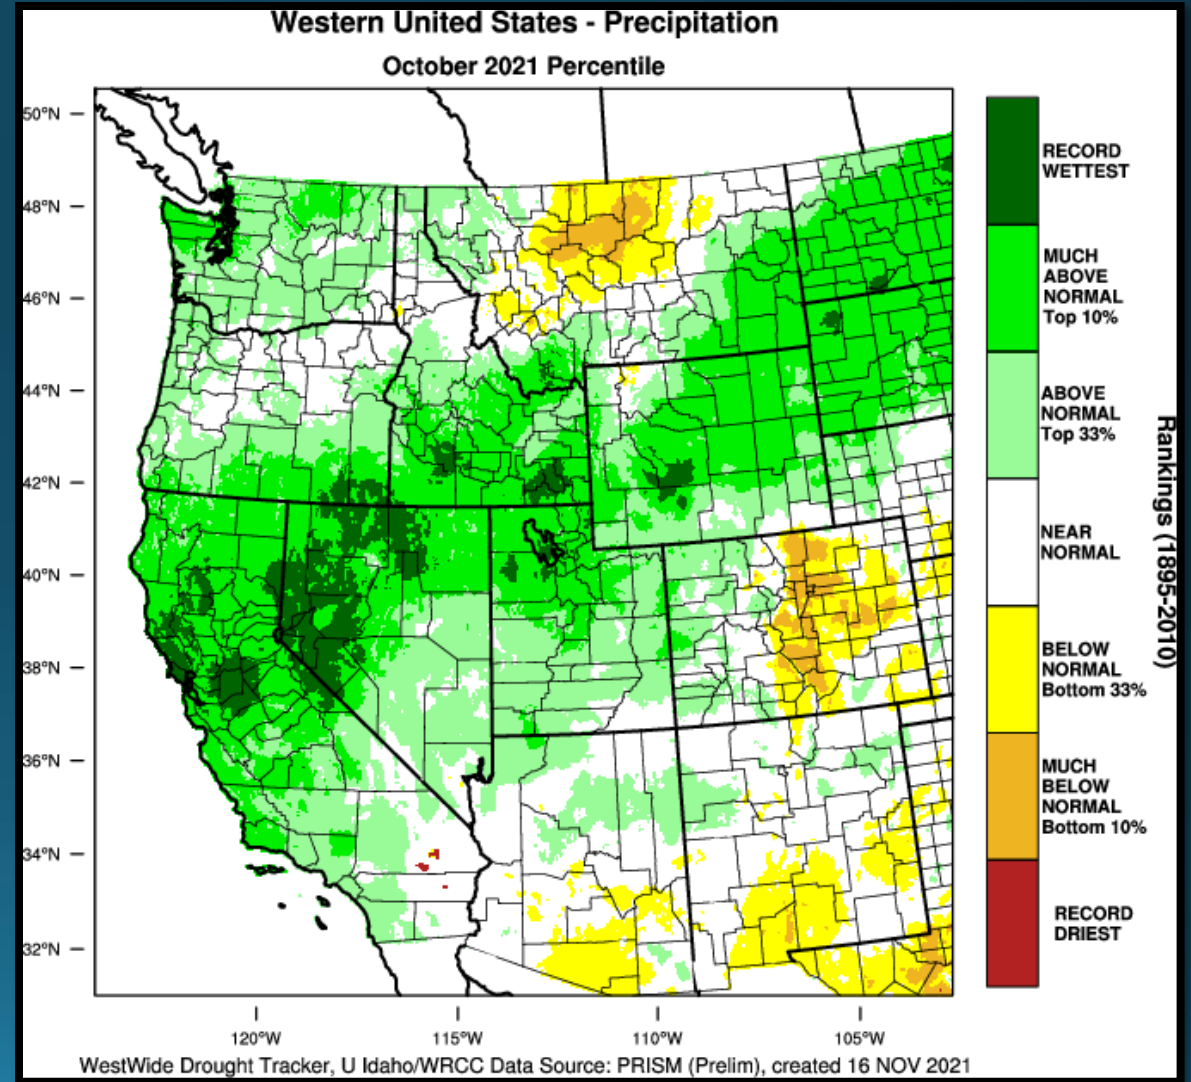 Western United States - Precipitation
October 2021 Percentile
50°N
48°N
46°N
44°N
42°N
40°N
38°N
36°N
34°N
32°N
120°W
115°W
110°W
105°W
RECORD
WETTEST
MUCH
ABOVE
NORMAL
Top 10%
ABOVE
NORMAL
Top 33%
NEAR
NORMAL
BELOW
NORMAL
Bottom 33%
MUCH
BELOW
NORMAL
Bottom 10%
RECORD
DRIEST
Rankings (1895-2010)
WestWide Drought Tracker, U Idaho/WRCC Data Source: PRISM (Prelim), created 16 NOV 2021